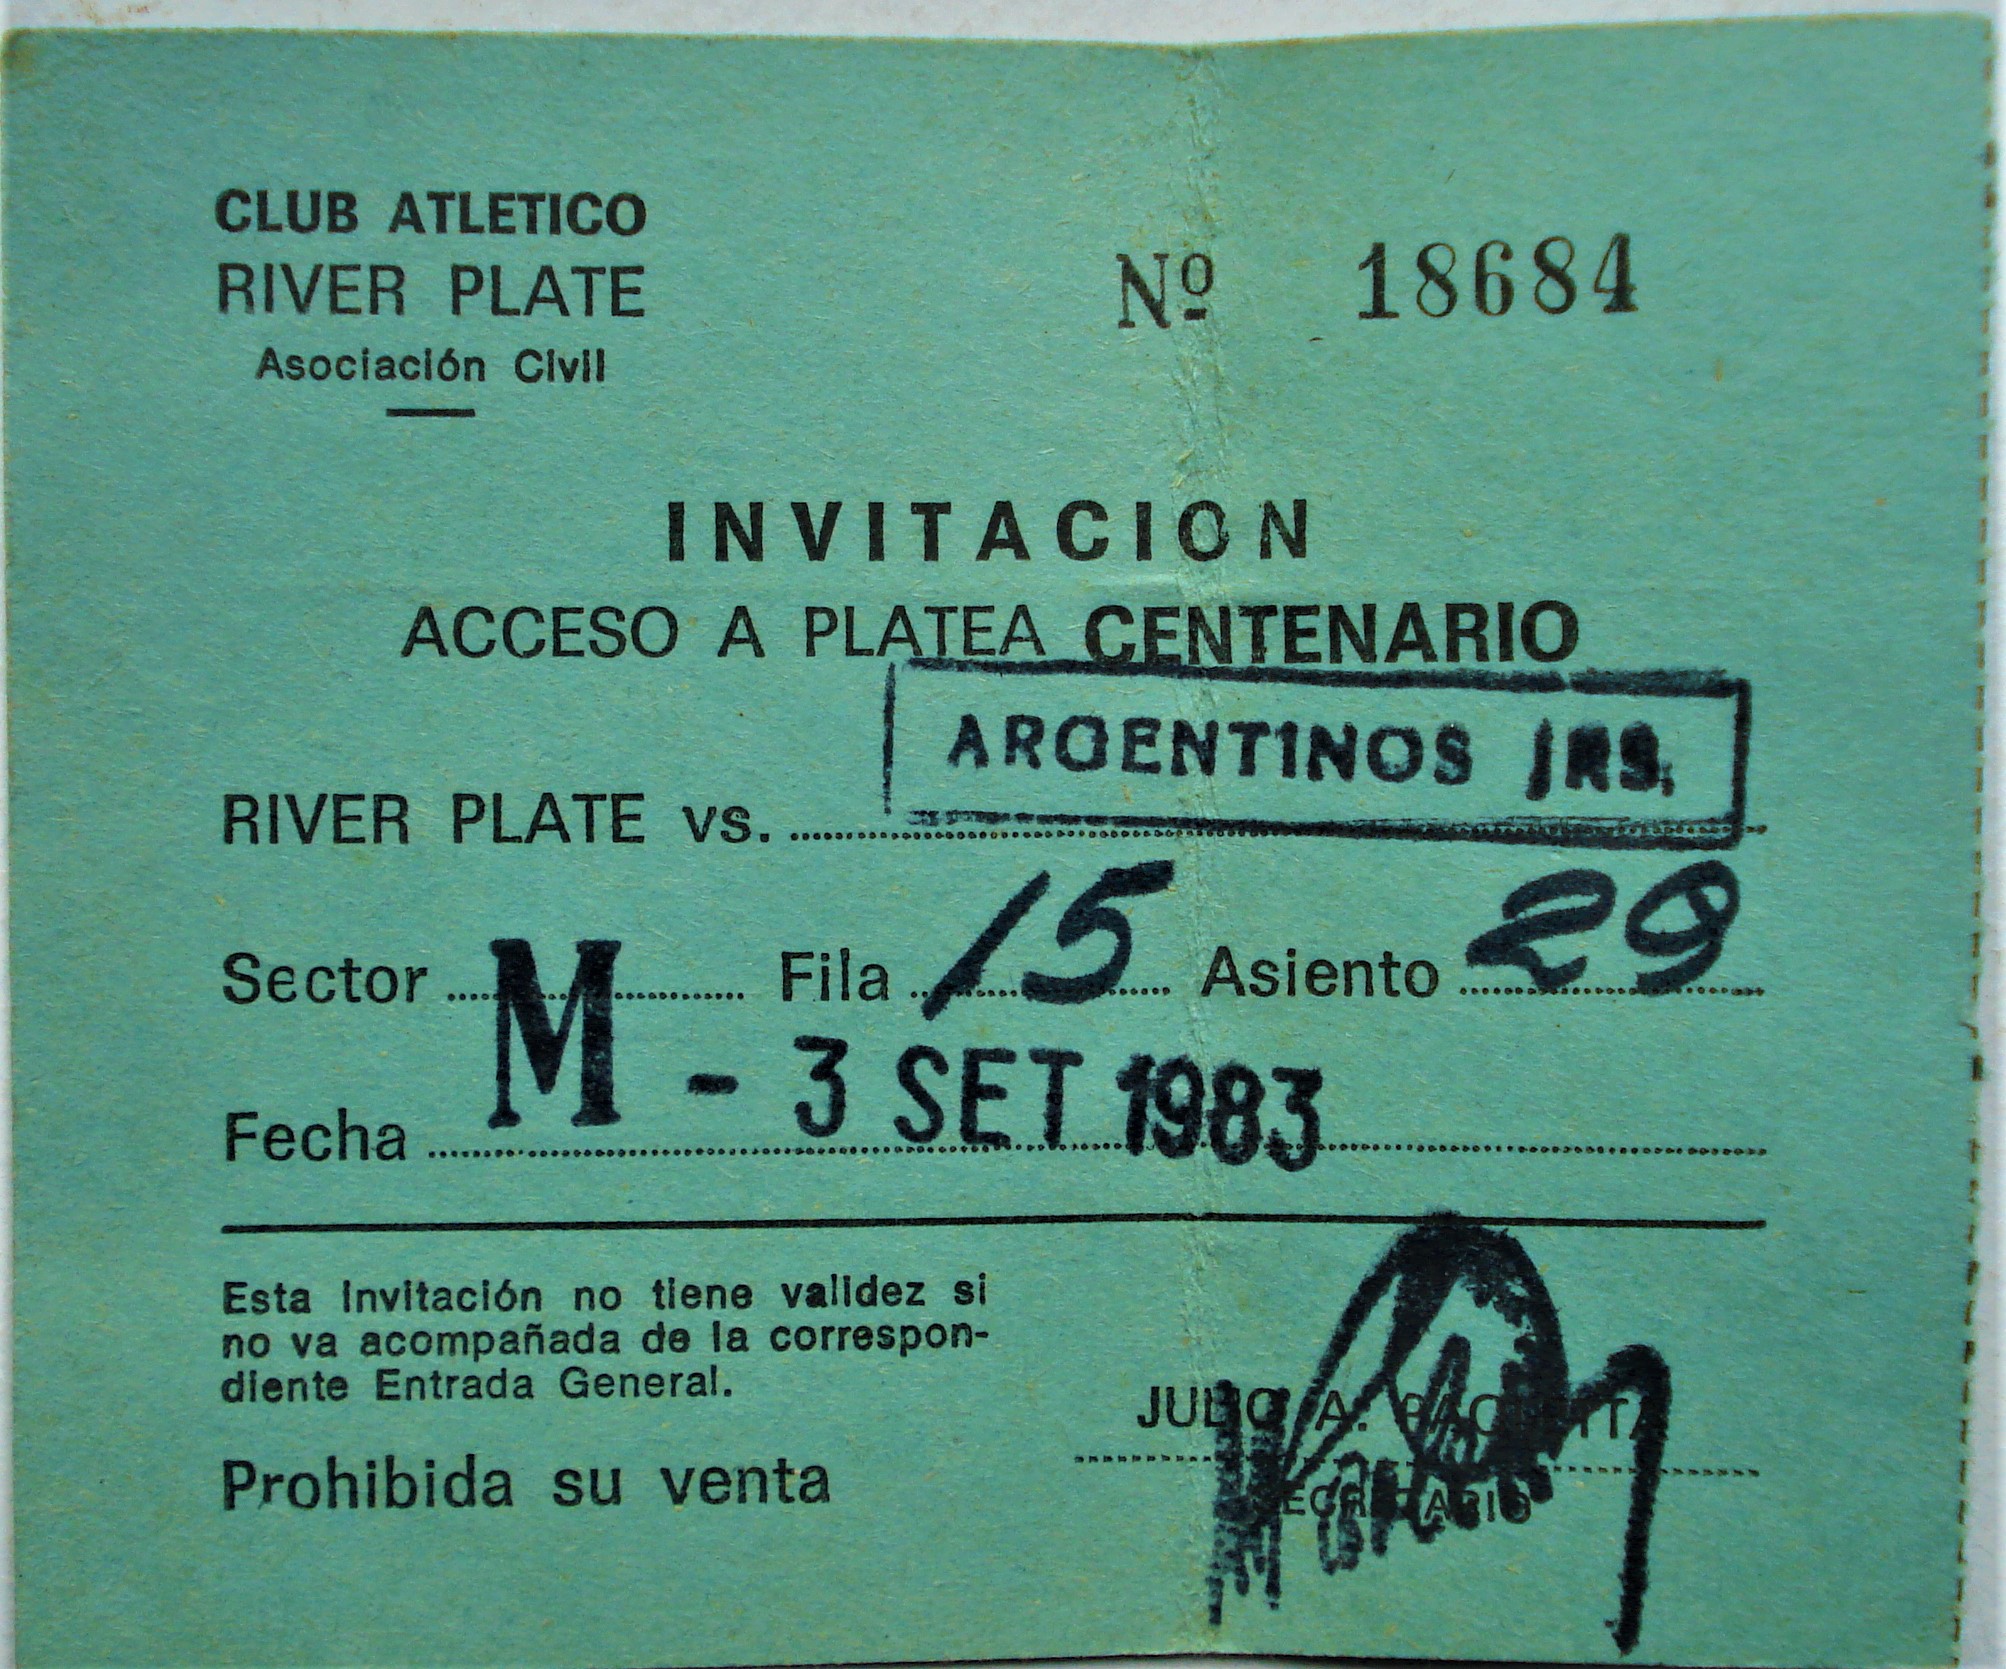 CLUB ATLETICO
RIVER PLATE
Asociación Civil
Nº 18684
INVITACION
ACCESO A PLATEA CENTENARIO
RIVER PLATE vs. ARGENTINOS JRS.
Sector M Fila 15 Asiento 29
Fecha - 3 SET 1983
Esta Invitación no tiene validez si
no va acompañada de la correspon-
diente Entrada General.
Prohibida su venta
JULIO A.
SECRETARIO